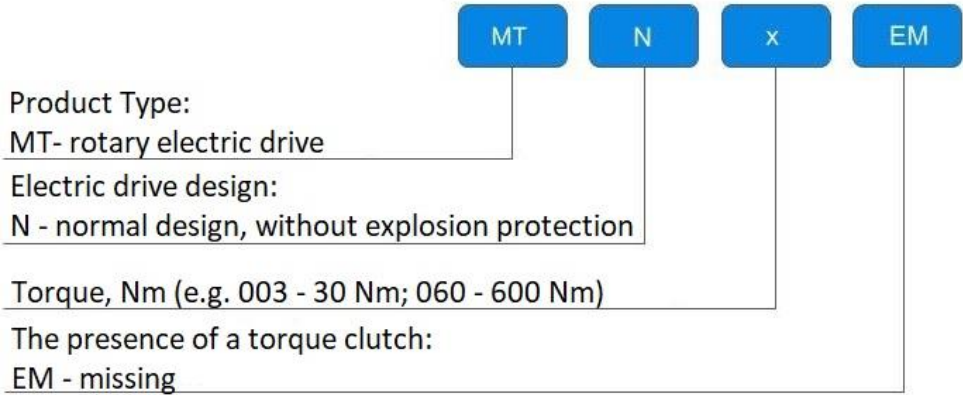 MT N x EM
Product Type:
MT- rotary electric drive
Electric drive design:
N - normal design, without explosion protection
Torque, Nm (e.g. 003 - 30 Nm; 060 - 600 Nm)
The presence of a torque clutch:
EM - missing